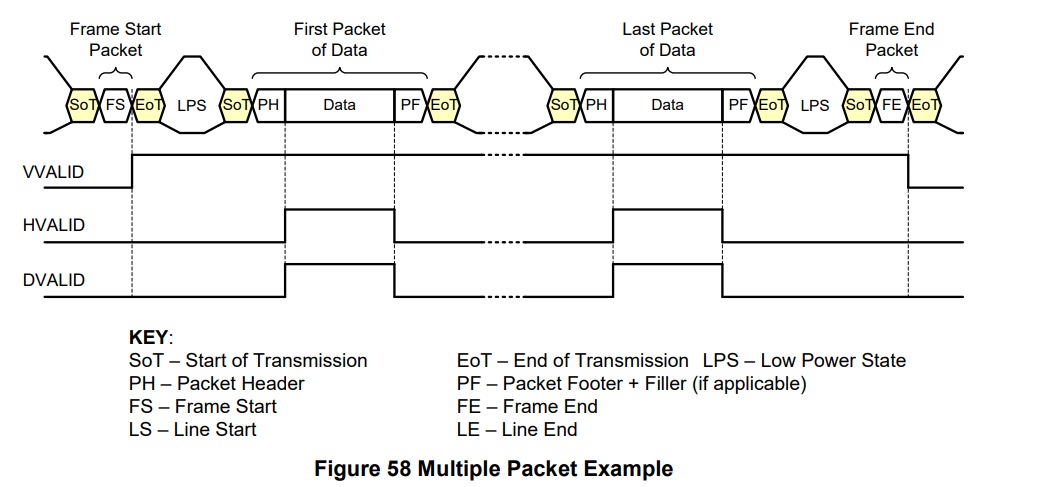 Frame Start
Packet
First Packet
of Data
Last Packet
of Data
Frame End
Packet
SoT FS EoT LPS SoT PH Data PF EoT SoT PH Data PF EoT LPS SoT FE EoT
VVALID
HVALID
DVALID
KEY:
SoT – Start of Transmission
EoT – End of Transmission LPS – Low Power State
PH – Packet Header
PF – Packet Footer + Filler (if applicable)
FS – Frame Start
FE – Frame End
LS – Line Start
LE – Line End
Figure 58 Multiple Packet Example